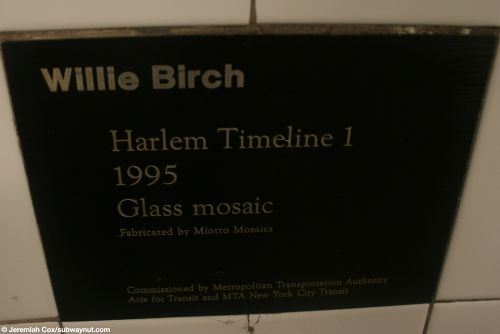 Willie Birch
Harlem Timeline 1
1995
Glass mosaic
Fabricated by Miotto Mosaics
Commissioned by Metropolitan Transportation Authority
Arts for Transit and MTA New York City Transit
© Jeremiah Cox/subwaynut.com